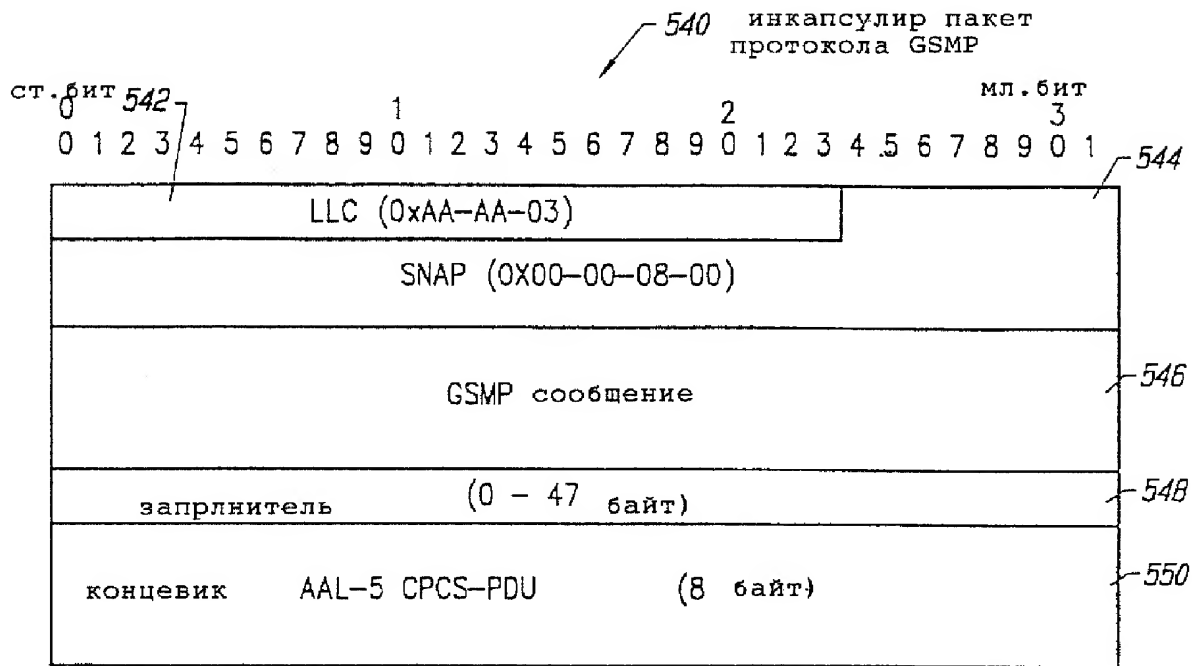 540 инкапсулир пакет
протокола GSMP
ст.бит 542 мл.бит
0 1 2 3
0 1 2 3 4 5 6 7 8 9 0 1 2 3 4 5 6 7 8 9 0 1 2 3 4 .5 6 7 8 9 0 1
544
LLC (0xAA-AA-03)
SNAP (0X00-00-08-00)
GSMP сообщение
546
запрлнитель (0 - 47 байт)
548
концевик AAL-5 CPCS-PDU (8 байт)
550